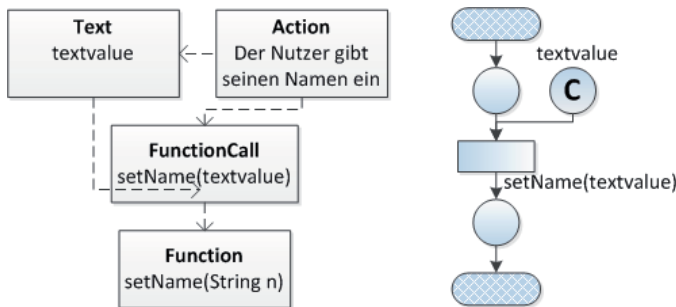 Text
textvalue
Action
Der Nutzer gibt
seinen Namen ein
FunctionCall
setName(textvalue)
Function
setName(String n)
textvalue
C
setName(textvalue)